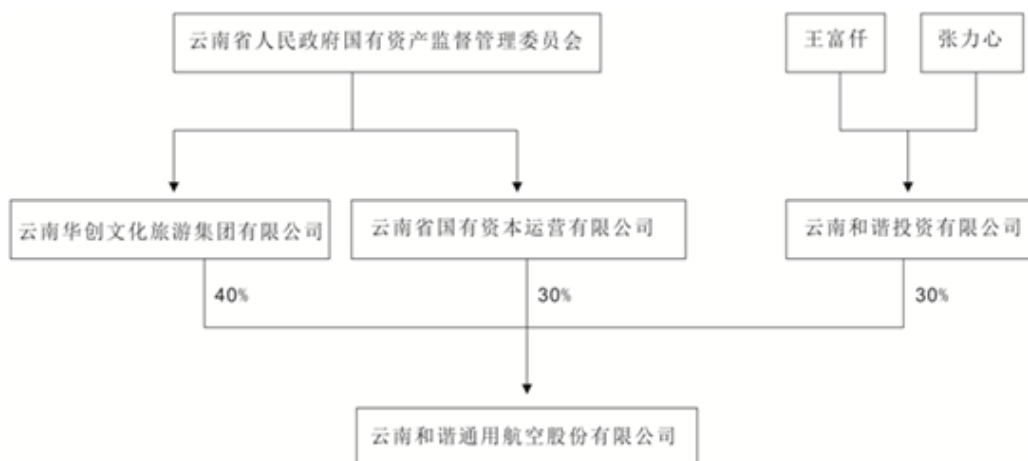 云南省人民政府国有资产监督管理委员会
王富仟
张力心
云南华创文化旅游集团有限公司
云南省国有资本运营有限公司
云南和谐投资有限公司
40%
30%
30%
云南和谐通用航空股份有限公司